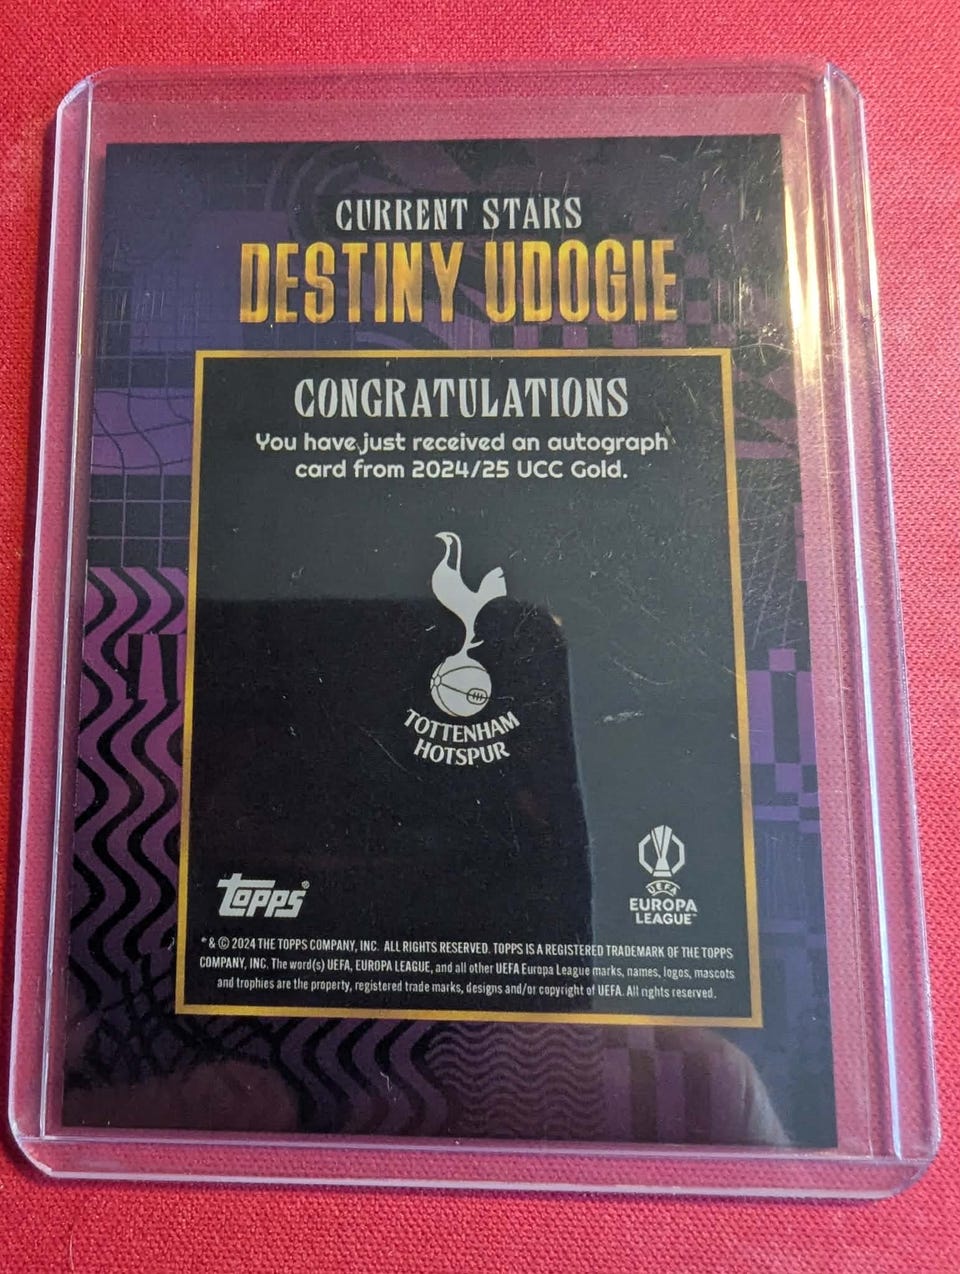 CURRENT STARS
DESTINY UDOGIE
CONGRATULATIONS
You have just received an autograph
card from 2024/25 UCC Gold.
TOTTENHAM
HOTSPUR
topps®
UEFA
EUROPA
LEAGUE™
® & © 2024 THE TOPPS COMPANY, INC. ALL RIGHTS RESERVED. TOPPS IS A REGISTERED TRADEMARK OF THE TOPPS
COMPANY, INC. The word(s) UEFA, EUROPA LEAGUE, and all other UEFA Europa League marks, names, logos, mascots
and trophies are the property, registered trade marks, designs and/or copyright of UEFA. All rights reserved.